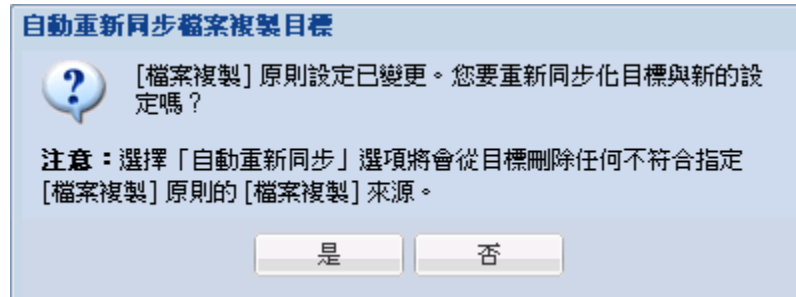 自動重新同步檔案複製目標
[檔案複製] 原則設定已變更。您要重新同步化目標與新的設
定嗎？
注意：選擇「自動重新同步」選項將會從目標刪除任何不符合指定
[檔案複製] 原則的 [檔案複製] 來源。
是
否